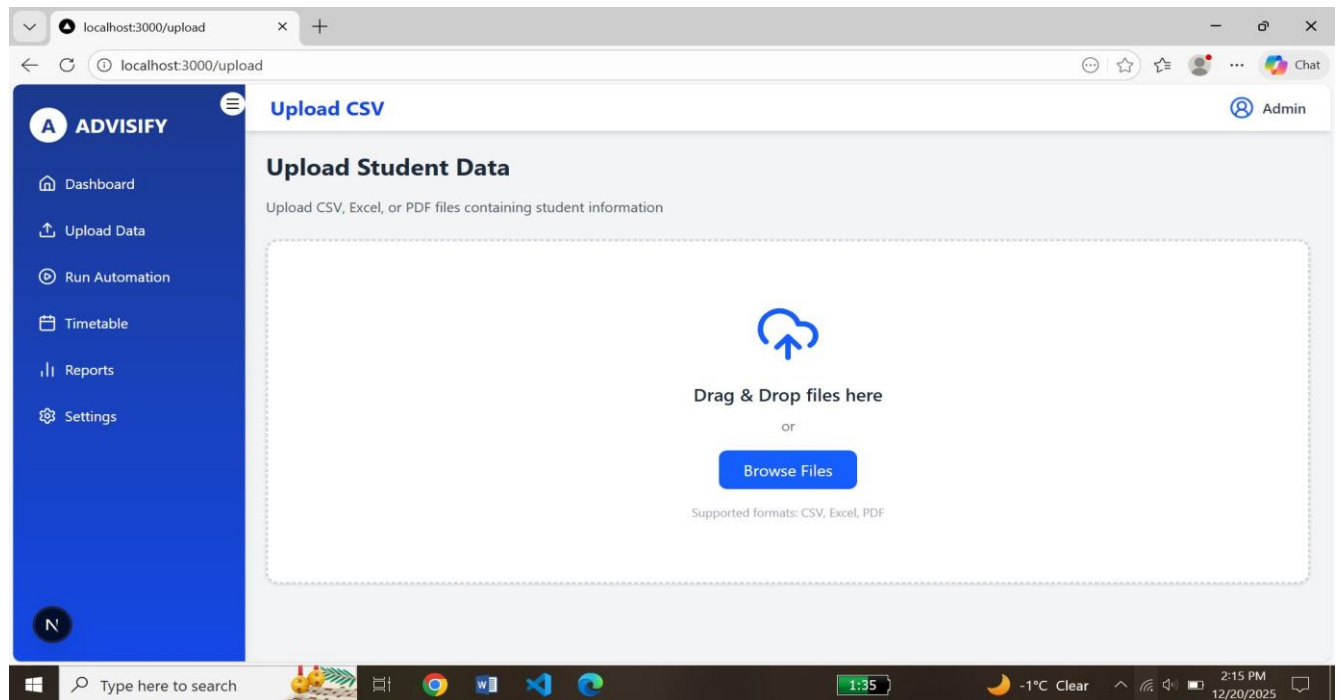 localhost:3000/upload
localhost:3000/upload
Chat
A ADVISIFY
Upload CSV
Admin
Dashboard
Upload Data
Run Automation
Timetable
Reports
Settings
N
Upload Student Data
Upload CSV, Excel, or PDF files containing student information
Drag & Drop files here
or
Browse Files
Supported formats: CSV, Excel, PDF
Type here to search
W
1:35
-1°C Clear
2:15 PM
12/20/2025